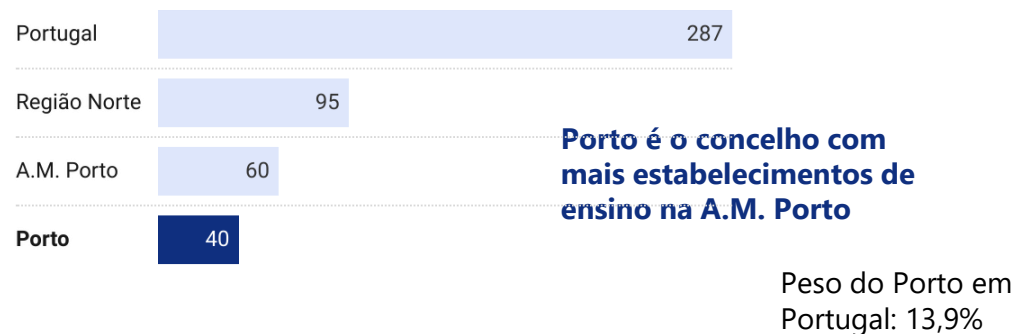 Portugal 287
Região Norte 95
A.M. Porto 60
Porto 40
Porto é o concelho com
mais estabelecimentos de
ensino na A.M. Porto
Peso do Porto em
Portugal: 13,9%